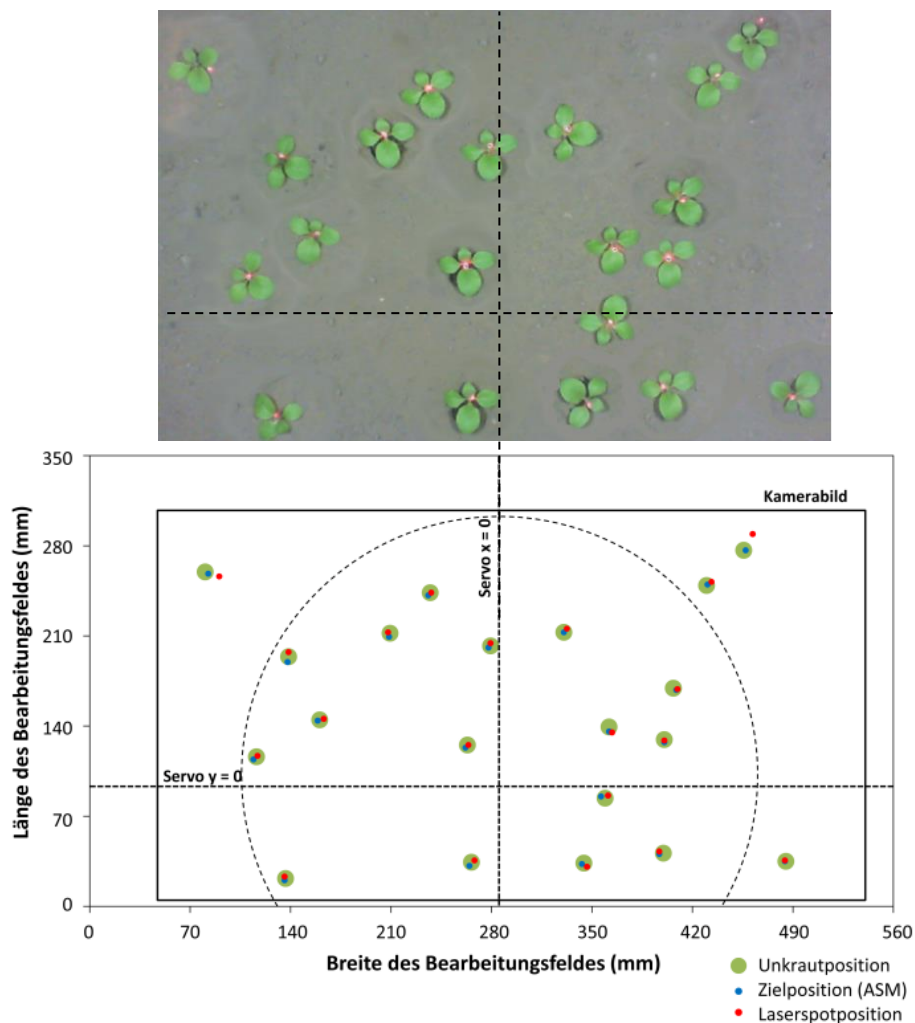 350
280
210
140
70
0
Länge des Bearbeitungsfeldes (mm)
Kamerabild
Servo x = 0
Servo y = 0
0 70 140 210 280 350 420 490 560
Breite des Bearbeitungsfeldes (mm)
Unkrautposition
Zielposition (ASM)
Laserspotposition